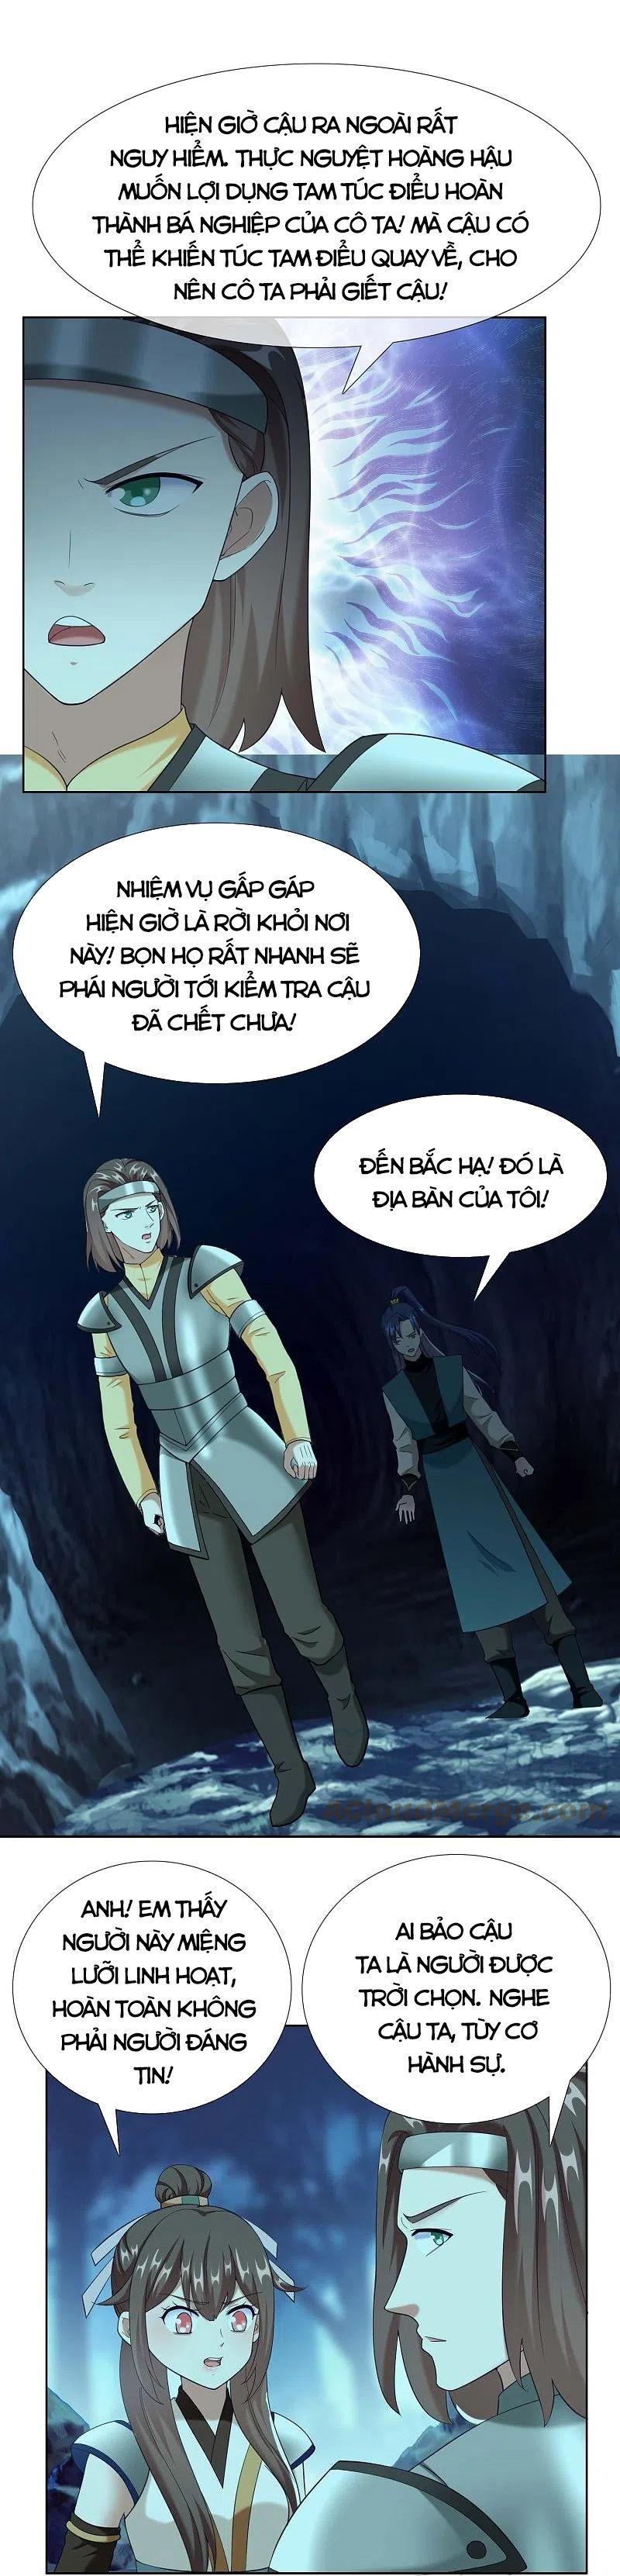 HIỆN GIỜ CẬU RA NGOÀI RẤT
NGUY HIỂM. THỰC NGUYỆT HOÀNG HẬU
MUỐN LỢI DỤNG TAM TÚC ĐIỂU HOÀN
THÀNH BÁ NGHIỆP CỦA CÔ TA! MÀ CẬU CÓ
THỂ KHIẾN TÚC TAM ĐIỂU QUAY VỀ, CHO
NÊN CÔ TA PHẢI GIẾT CẬU!
NHIỆM VỤ GẤP GÁP
HIỆN GIỜ LÀ RỜI KHỎI NƠI
NÀY! BỌN HỌ RẤT NHANH SẼ
PHÁI NGƯỜI TỚI KIỂM TRA CẬU
ĐÃ CHẾT CHƯA!
ĐẾN BẮC HẠ! ĐÓ LÀ
ĐỊA BÀN CỦA TÔI!
ACloudMerge.com
ANH! EM THẤY
NGƯỜI NÀY MIỆNG
LƯỠI LINH HOẠT,
HOÀN TOÀN KHÔNG
PHẢI NGƯỜI ĐÁNG
TIN!
AI BẢO CẬU
TA LÀ NGƯỜI ĐƯỢC
TRỜI CHỌN. NGHE
CẬU TA, TÙY CƠ
HÀNH SỰ.